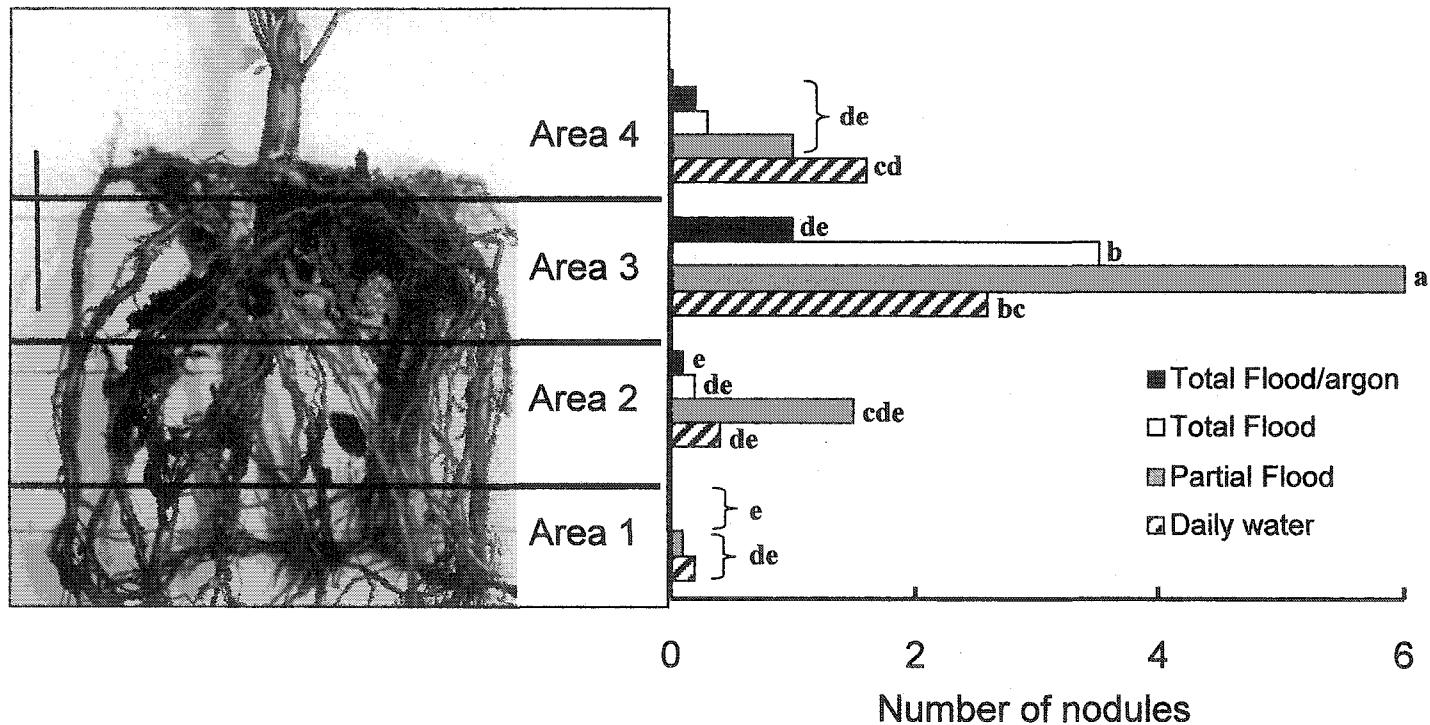 Area 4
de
cd
Area 3
de
b
a
bc
Area 2
e
de
cde
de
Area 1
e
de
Total Flood/argon
Total Flood
Partial Flood
Daily water
0 2 4 6
Number of nodules